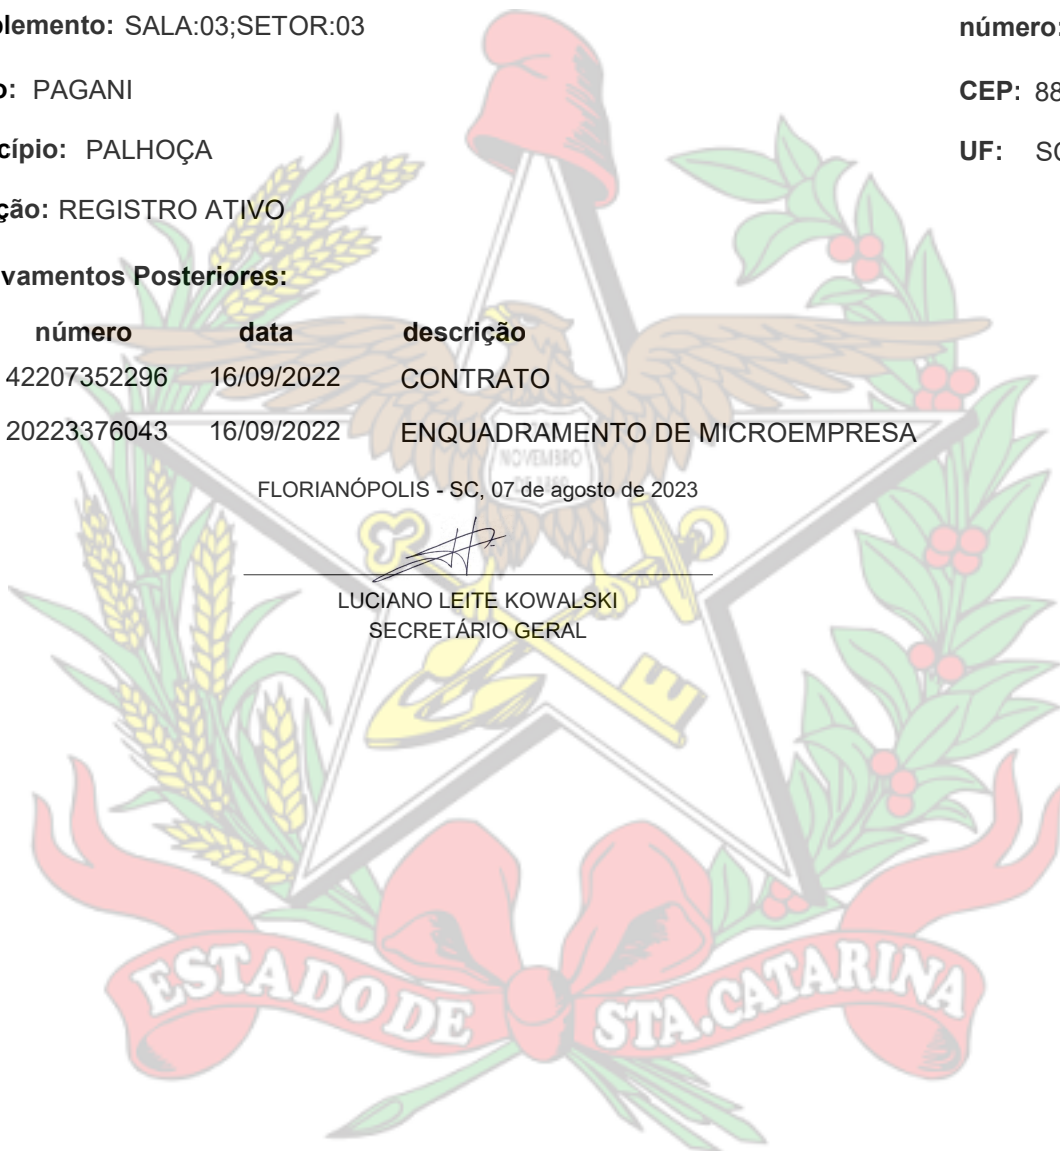 plemento: SALA:03;SETOR:03 número:
o: PAGANI CEP: 88
cípio: PALHOÇA UF: SC
ção: REGISTRO ATIVO
vamentos Posteriores:
número data descrição
42207352296 16/09/2022 CONTRATO
20223376043 16/09/2022 ENQUADRAMENTO DE MICROEMPRESA
NOVEMBRO
FLORIANÓPOLIS - SC, 07 de agosto de 2023
LUCIANO LEITE KOWALSKI
SECRETÁRIO GERAL
ESTADO DE STA.CATARINA